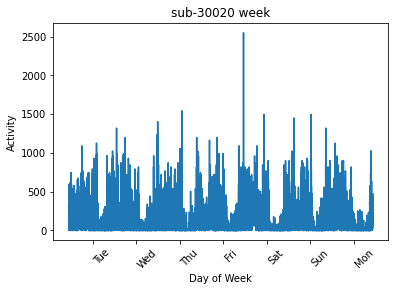 sub-30020 week
2500
2000
1500
1000
500
0
Activity
Tue
Wed
Thu
Fri
Sat
Sun
Mon
Day of Week